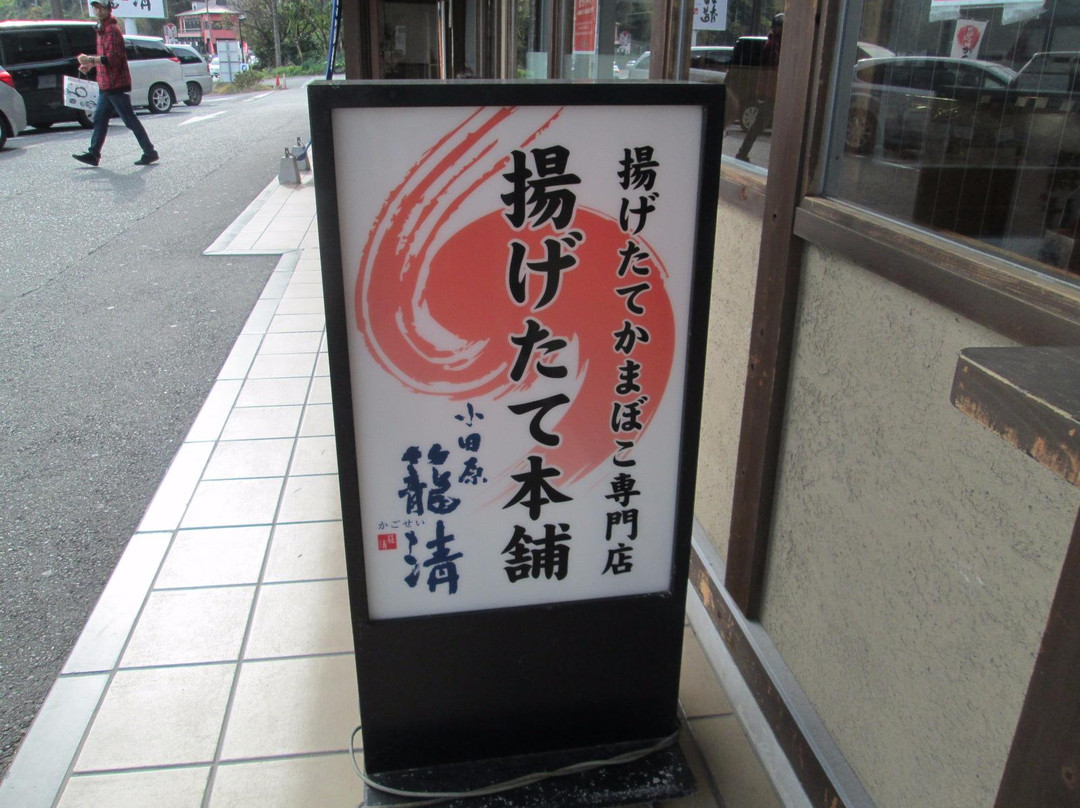 揚げたてかまぼこ専門店
揚げたて本舗
小田原
籠清
かごせい